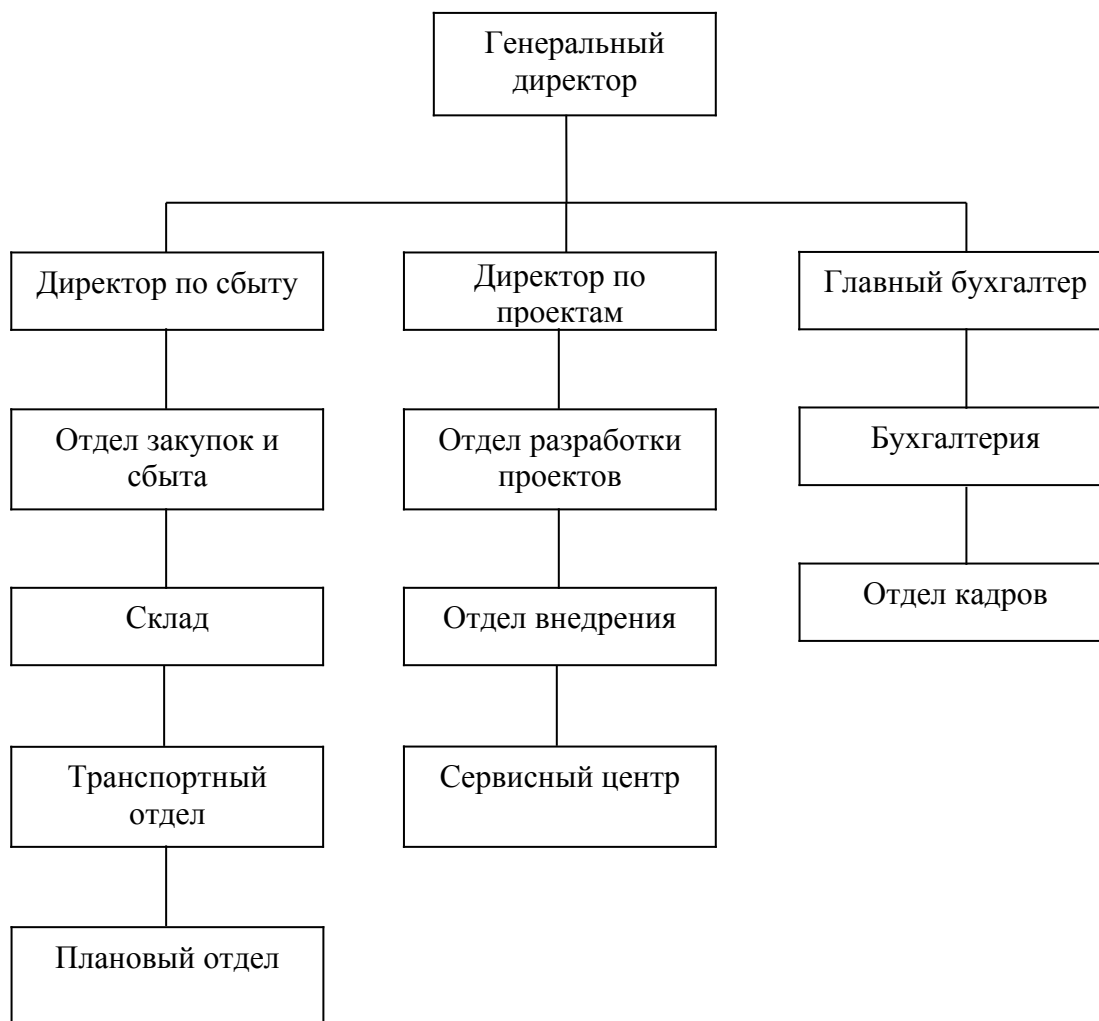 Генеральный
директор
Директор по сбыту
Директор по
проектам
Главный бухгалтер
Отдел закупок и
сбыта
Отдел разработки
проектов
Бухгалтерия
Склад
Отдел внедрения
Отдел кадров
Транспортный
отдел
Сервисный центр
Плановый отдел